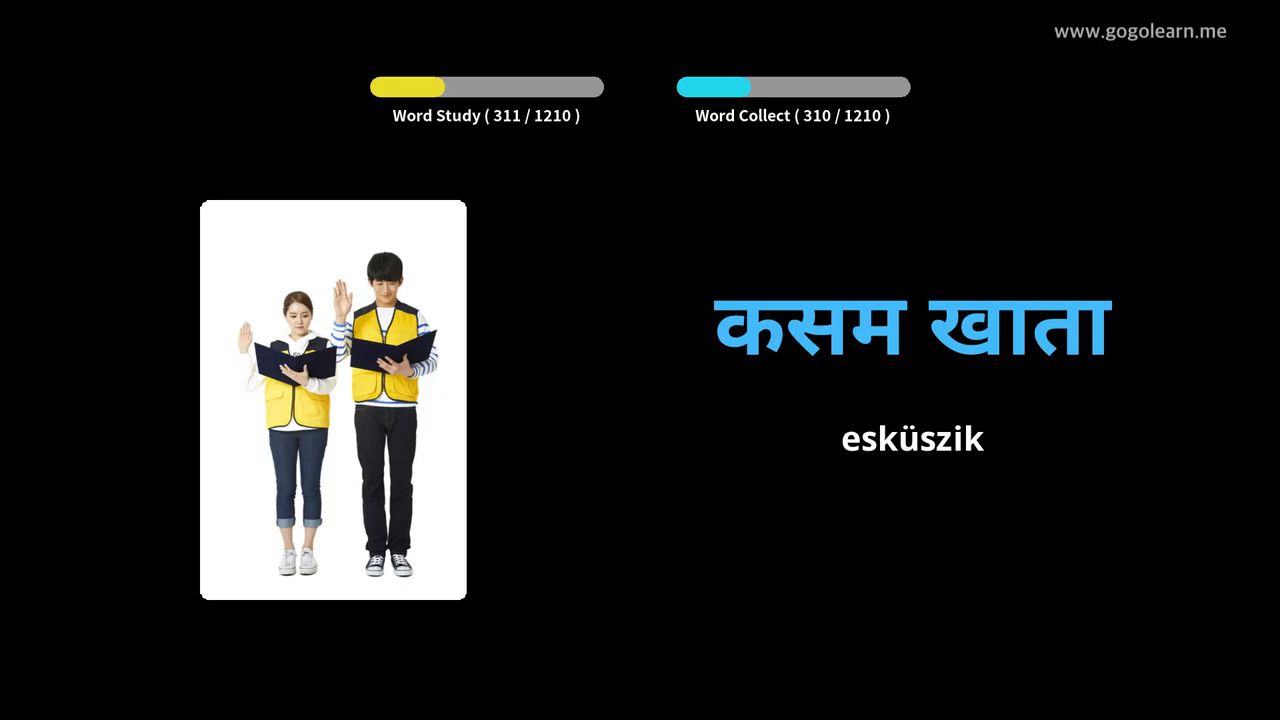 www.gogolearn.me
Word Study ( 311 / 1210 )
Word Collect ( 310 / 1210 )
कसम खाता
esküszik